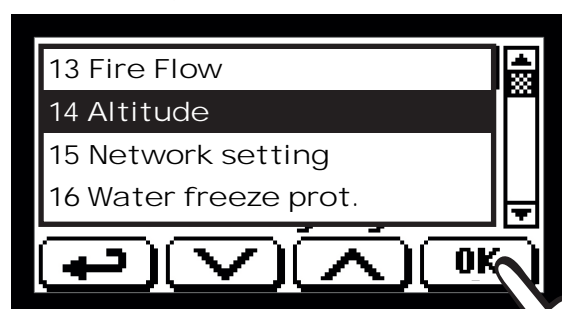 13 Fire Flow
14 Altitude
15 Network setting
16 Water freeze prot.
OK